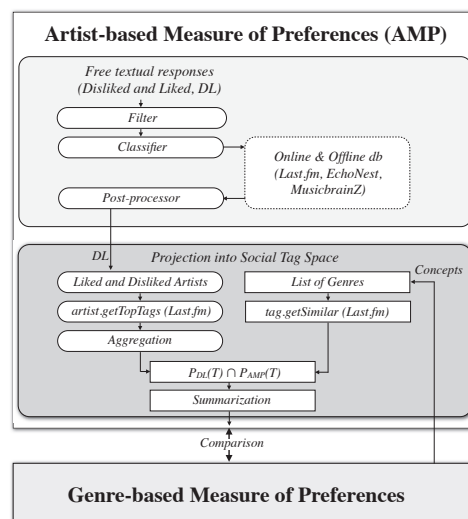 Artist-based Measure of Preferences (AMP)
Free textual responses
(Disliked and Liked, DL)
Filter
Classifier
Online & Offline db
(Last.fm, EchoNest,
MusicbrainZ)
Post-processor
DL
Projection into Social Tag Space
Concepts
Liked and Disliked Artists
List of Genres
artist.getTopTags (Last.fm)
tag.getSimilar (Last.fm)
Aggregation
PDL(T) ∩ PAMP(T)
Summarization
Comparison
Genre-based Measure of Preferences